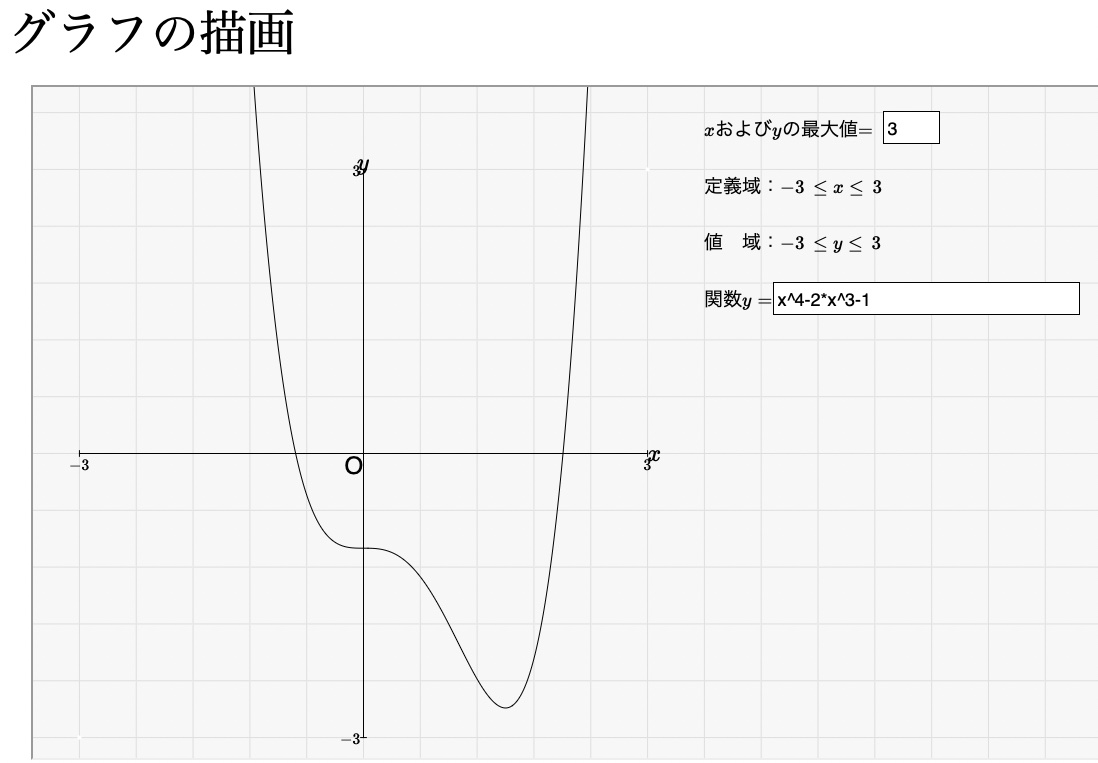 グラフの描画
xおよびyの最大値= 3
定義域：−3 ≤ x ≤ 3
値　域：−3 ≤ y ≤ 3
関数y = x^4-2*x^3-1
y
3
−3
O
3
x
−3